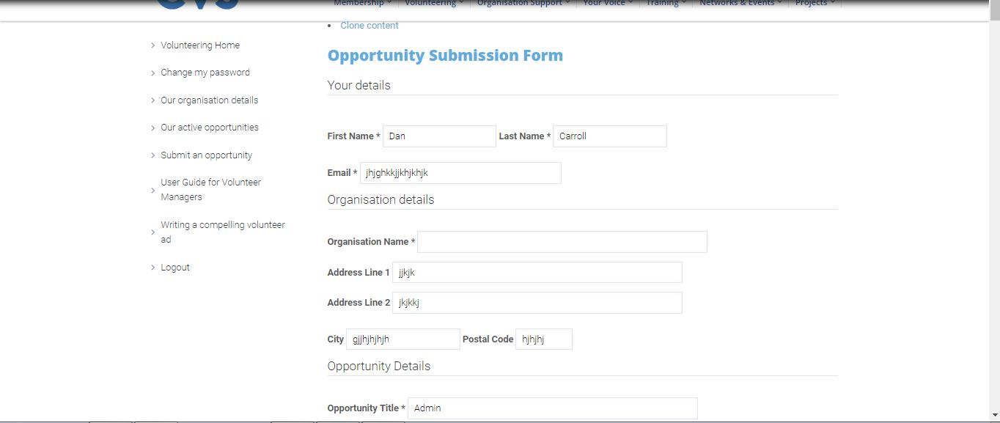 CVS
Membership Volunteering Organisation Support Your Voice Training Networks & Events Projects
Clone content
Volunteering Home
Change my password
Our organisation details
Our active opportunities
Submit an opportunity
User Guide for Volunteer
Managers
Writing a compelling volunteer
ad
Logout
Opportunity Submission Form
Your details
First Name * Dan Last Name * Carroll
Email * jhjghkkjjkhjkhjk
Organisation details
Organisation Name *
Address Line 1 jjkjk
Address Line 2 jkjkkj
City gjjhjhjhjh Postal Code hjhjhj
Opportunity Details
Opportunity Title * Admin